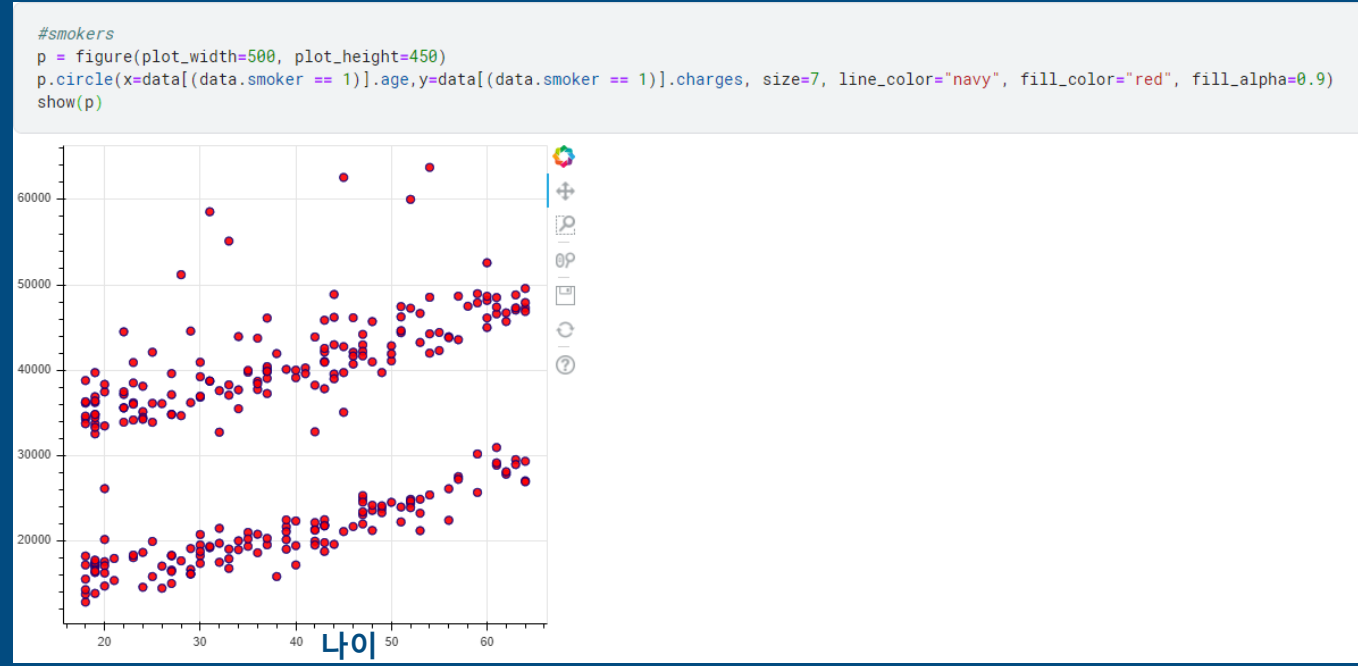 #smokers
p = figure(plot_width=500, plot_height=450)
p.circle(x=data[(data.smoker == 1)].age,y=data[(data.smoker == 1)].charges, size=7, line_color="navy", fill_color="red", fill_alpha=0.9)
show(p)
60000
50000
40000
30000
20000
20 30 40 50 60
나이